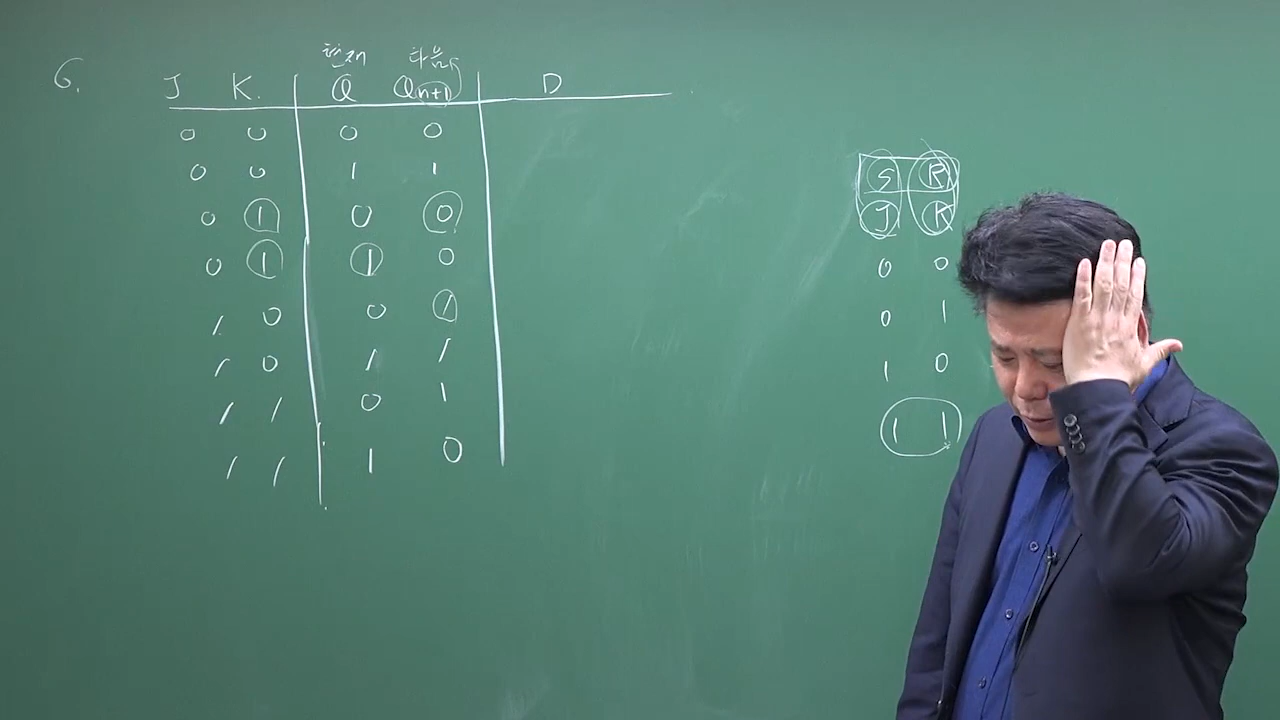 현재 다음
6. J K. Q Qn+1 D
0 0 0 0
0 0 1 1
0 1 0 0
0 1 1 0
1 0 0 1
1 0 1 1
1 1 0 1
1 1 1 0
S R
J K
0 0
0 1
1 0
1 1